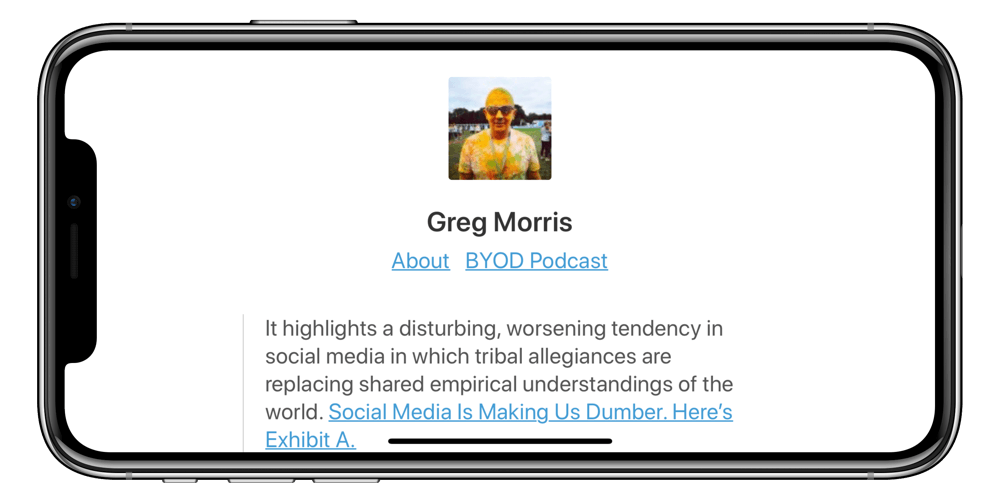 Greg Morris
About BYOD Podcast
It highlights a disturbing, worsening tendency in
social media in which tribal allegiances are
replacing shared empirical understandings of the
world. Social Media Is Making Us Dumber. Here’s
Exhibit A.